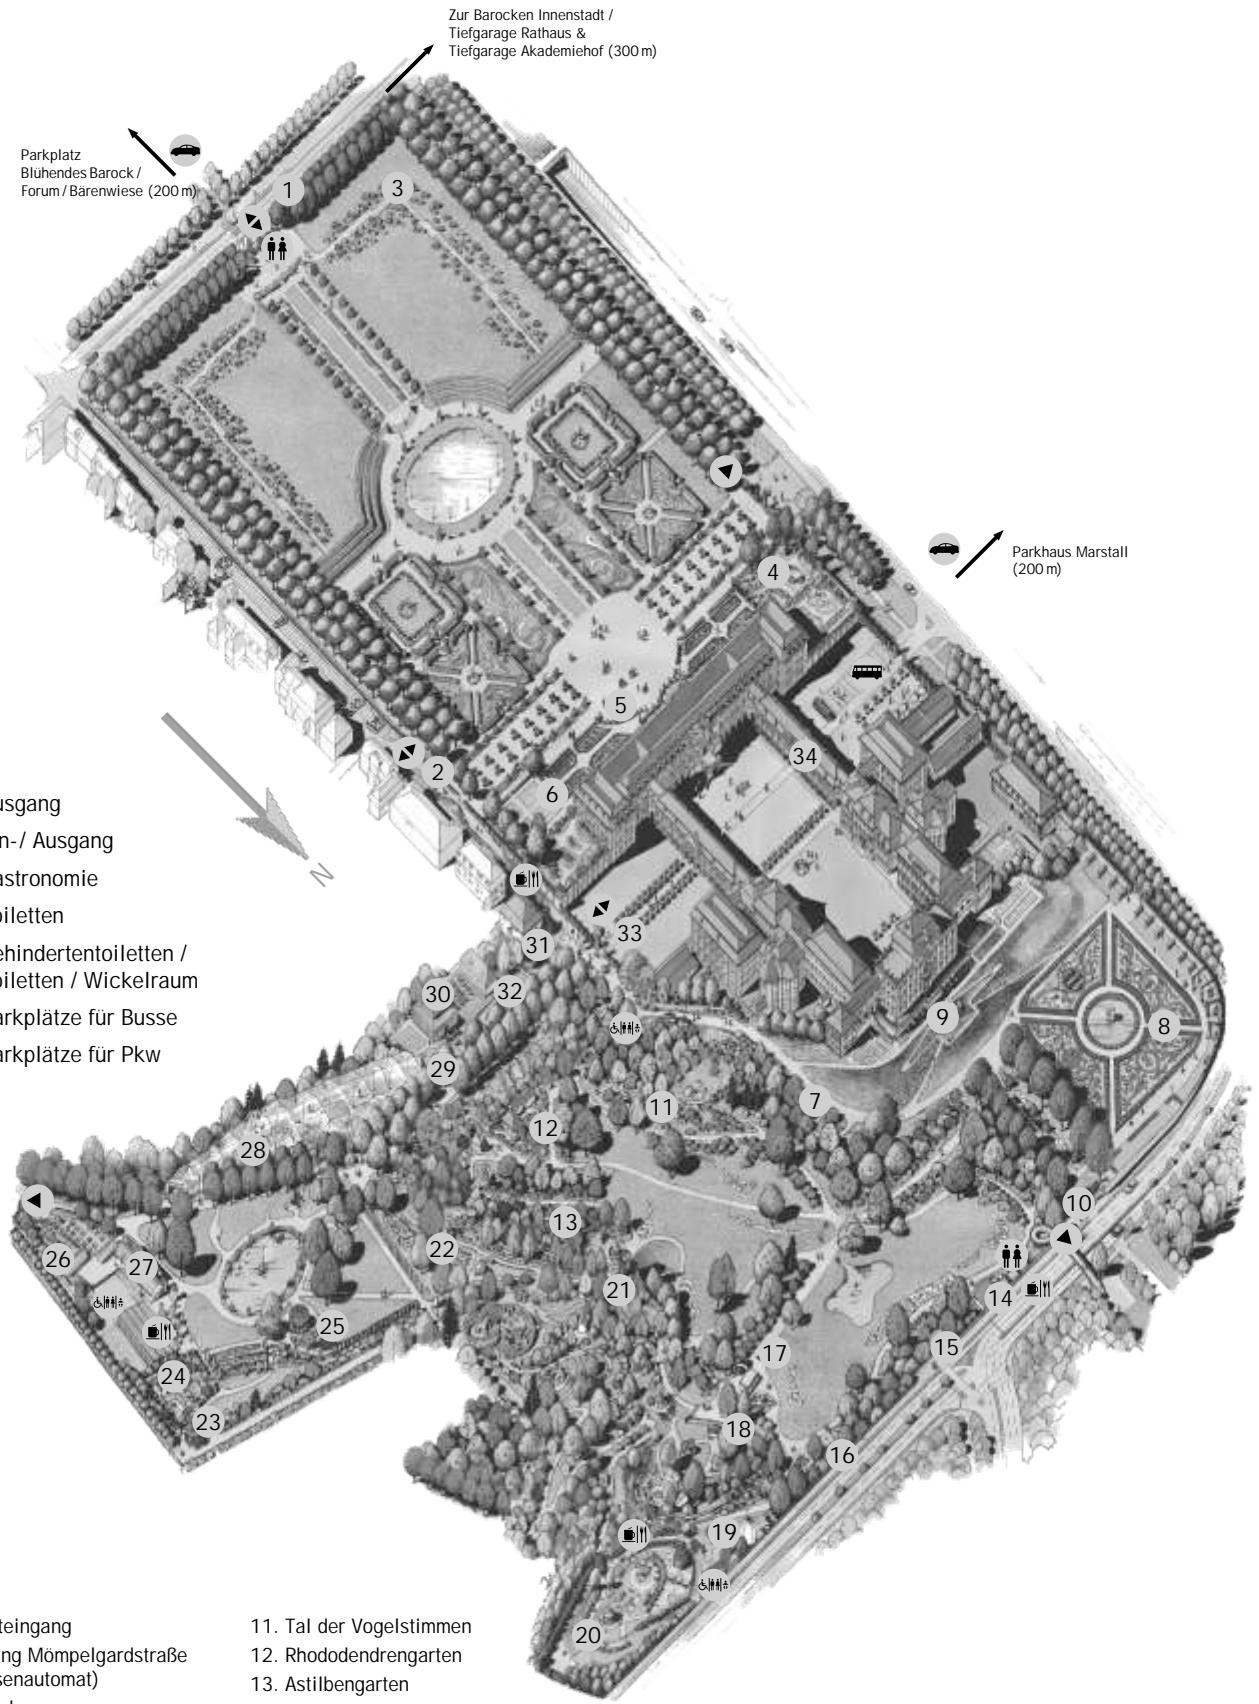 Zur Barocken Innenstadt /
Tiefgarage Rathaus &
Tiefgarage Akademiehof (300 m)
Parkplatz
Blühendes Barock /
Forum / Bärenwiese (200 m)
1
3
Parkhaus Marstall
(200 m)
4
5
34
2
6
usgang
n-/ Ausgang
astronomie
oiletten
ehindertentoiletten /
oiletten / Wickelraum
arkplätze für Busse
arkplätze für Pkw
N
33
31
30
32
9
8
29
7
11
12
28
10
13
22
26
27
21
14
25
15
17
24
23
18
16
19
20
teingang
ng Mömpelgardstraße
senautomat)
11. Tal der Vogelstimmen
12. Rhododendrengarten
13. Astilbengarten